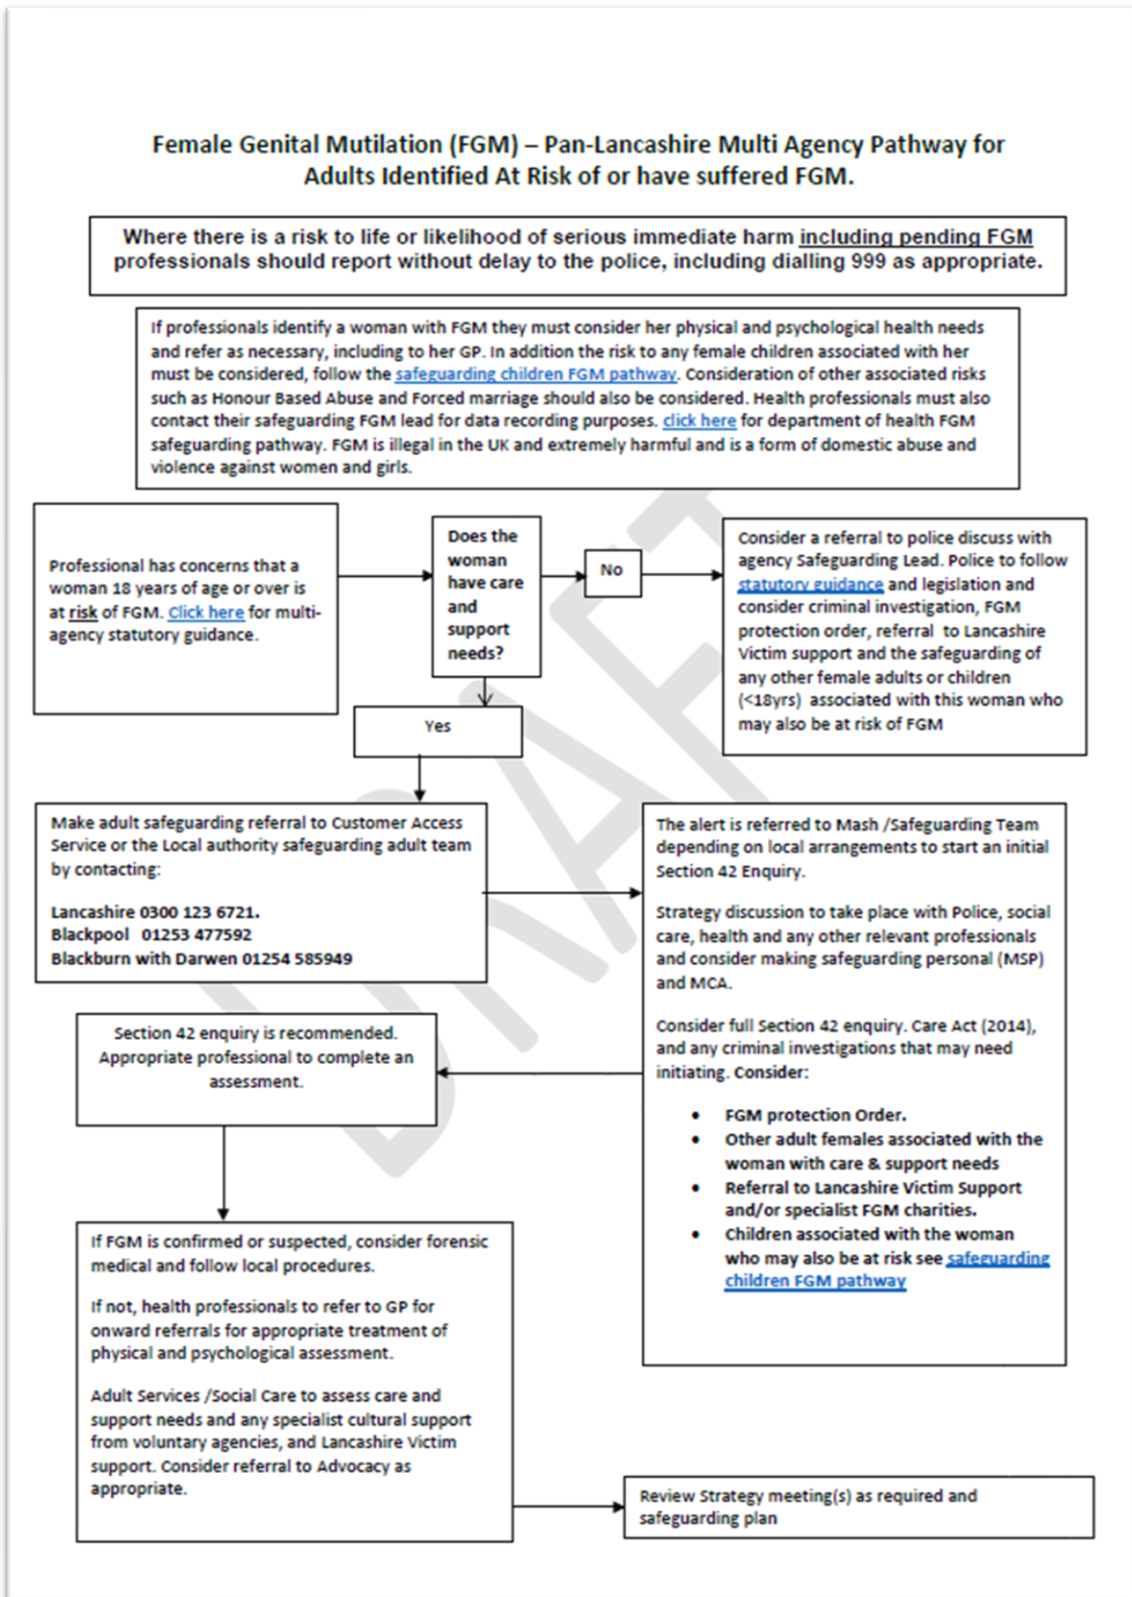 Female Genital Mutilation (FGM) – Pan-Lancashire Multi Agency Pathway for
Adults Identified At Risk of or have suffered FGM.
Where there is a risk to life or likelihood of serious immediate harm including pending FGM
professionals should report without delay to the police, including dialling 999 as appropriate.
If professionals identify a woman with FGM they must consider her physical and psychological health needs
and refer as necessary, including to her GP. In addition the risk to any female children associated with her
must be considered, follow the safeguarding children FGM pathway. Consideration of other associated risks
such as Honour Based Abuse and Forced marriage should also be considered. Health professionals must also
contact their safeguarding FGM lead for data recording purposes. click here for department of health FGM
safeguarding pathway. FGM is illegal in the UK and extremely harmful and is a form of domestic abuse and
violence against women and girls.
Professional has concerns that a
woman 18 years of age or over is
at risk of FGM. Click here for multi-
agency statutory guidance.
Does the
woman
have care
and
support
needs?
No
Consider a referral to police discuss with
agency Safeguarding Lead. Police to follow
statutory guidance and legislation and
consider criminal investigation, FGM
protection order, referral to Lancashire
Victim support and the safeguarding of
any other female adults or children
(<18yrs) associated with this woman who
may also be at risk of FGM
Yes
Make adult safeguarding referral to Customer Access
Service or the Local authority safeguarding adult team
by contacting:
Lancashire 0300 123 6721.
Blackpool 01253 477592
Blackburn with Darwen 01254 585949
The alert is referred to Mash /Safeguarding Team
depending on local arrangements to start an initial
Section 42 Enquiry.
Strategy discussion to take place with Police, social
care, health and any other relevant professionals
and consider making safeguarding personal (MSP)
and MCA.
Consider full Section 42 enquiry. Care Act (2014),
and any criminal investigations that may need
initiating. Consider:
• FGM protection Order.
• Other adult females associated with the
woman with care & support needs
• Referral to Lancashire Victim Support
and/or specialist FGM charities.
• Children associated with the woman
who may also be at risk see safeguarding
children FGM pathway
Section 42 enquiry is recommended.
Appropriate professional to complete an
assessment.
If FGM is confirmed or suspected, consider forensic
medical and follow local procedures.
If not, health professionals to refer to GP for
onward referrals for appropriate treatment of
physical and psychological assessment.
Adult Services /Social Care to assess care and
support needs and any specialist cultural support
from voluntary agencies, and Lancashire Victim
support. Consider referral to Advocacy as
appropriate.
Review Strategy meeting(s) as required and
safeguarding plan
DRAFT